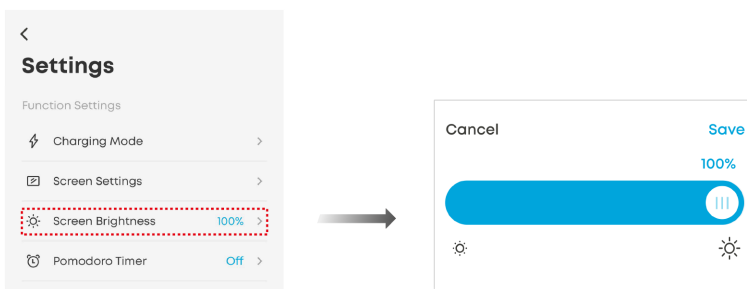 Settings
Function Settings
Charging Mode
Screen Settings
Screen Brightness 100%
Pomodoro Timer Off
Cancel Save
100%